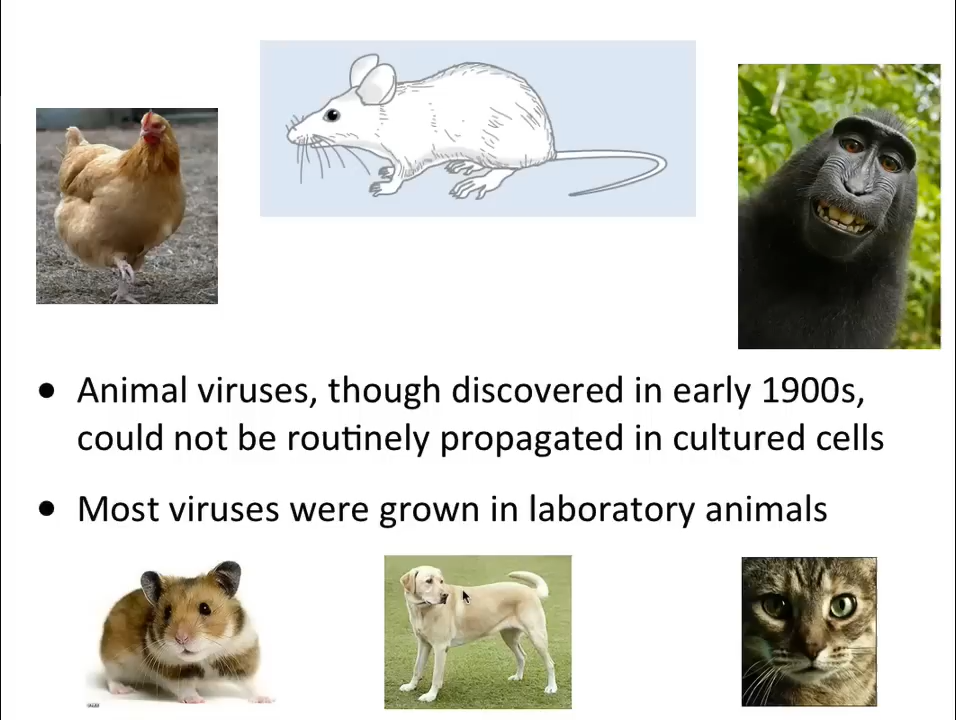 • Animal viruses, though discovered in early 1900s,
could not be routinely propagated in cultured cells
• Most viruses were grown in laboratory animals